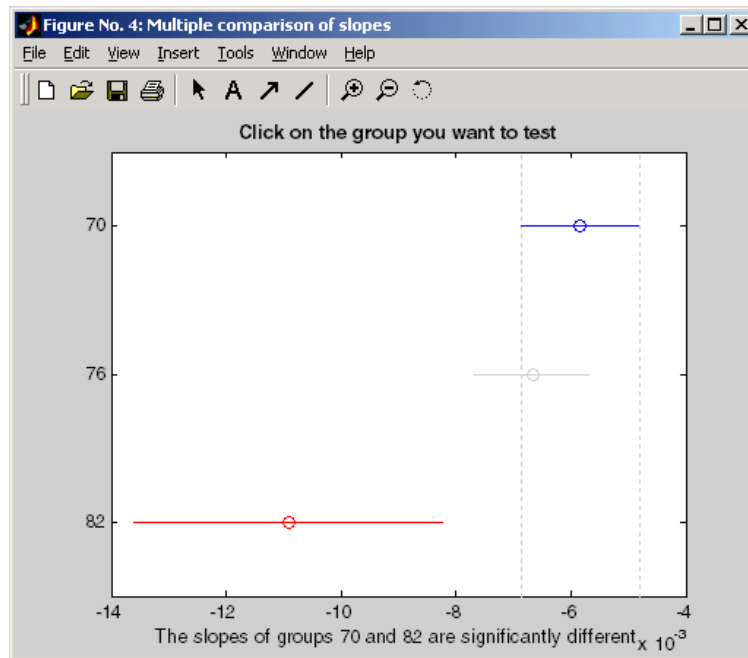 Figure No. 4: Multiple comparison of slopes
File Edit View Insert Tools Window Help
A
Click on the group you want to test
70
76
82
-14 -12 -10 -8 -6 -4
The slopes of groups 70 and 82 are significantly different
x 10^-3